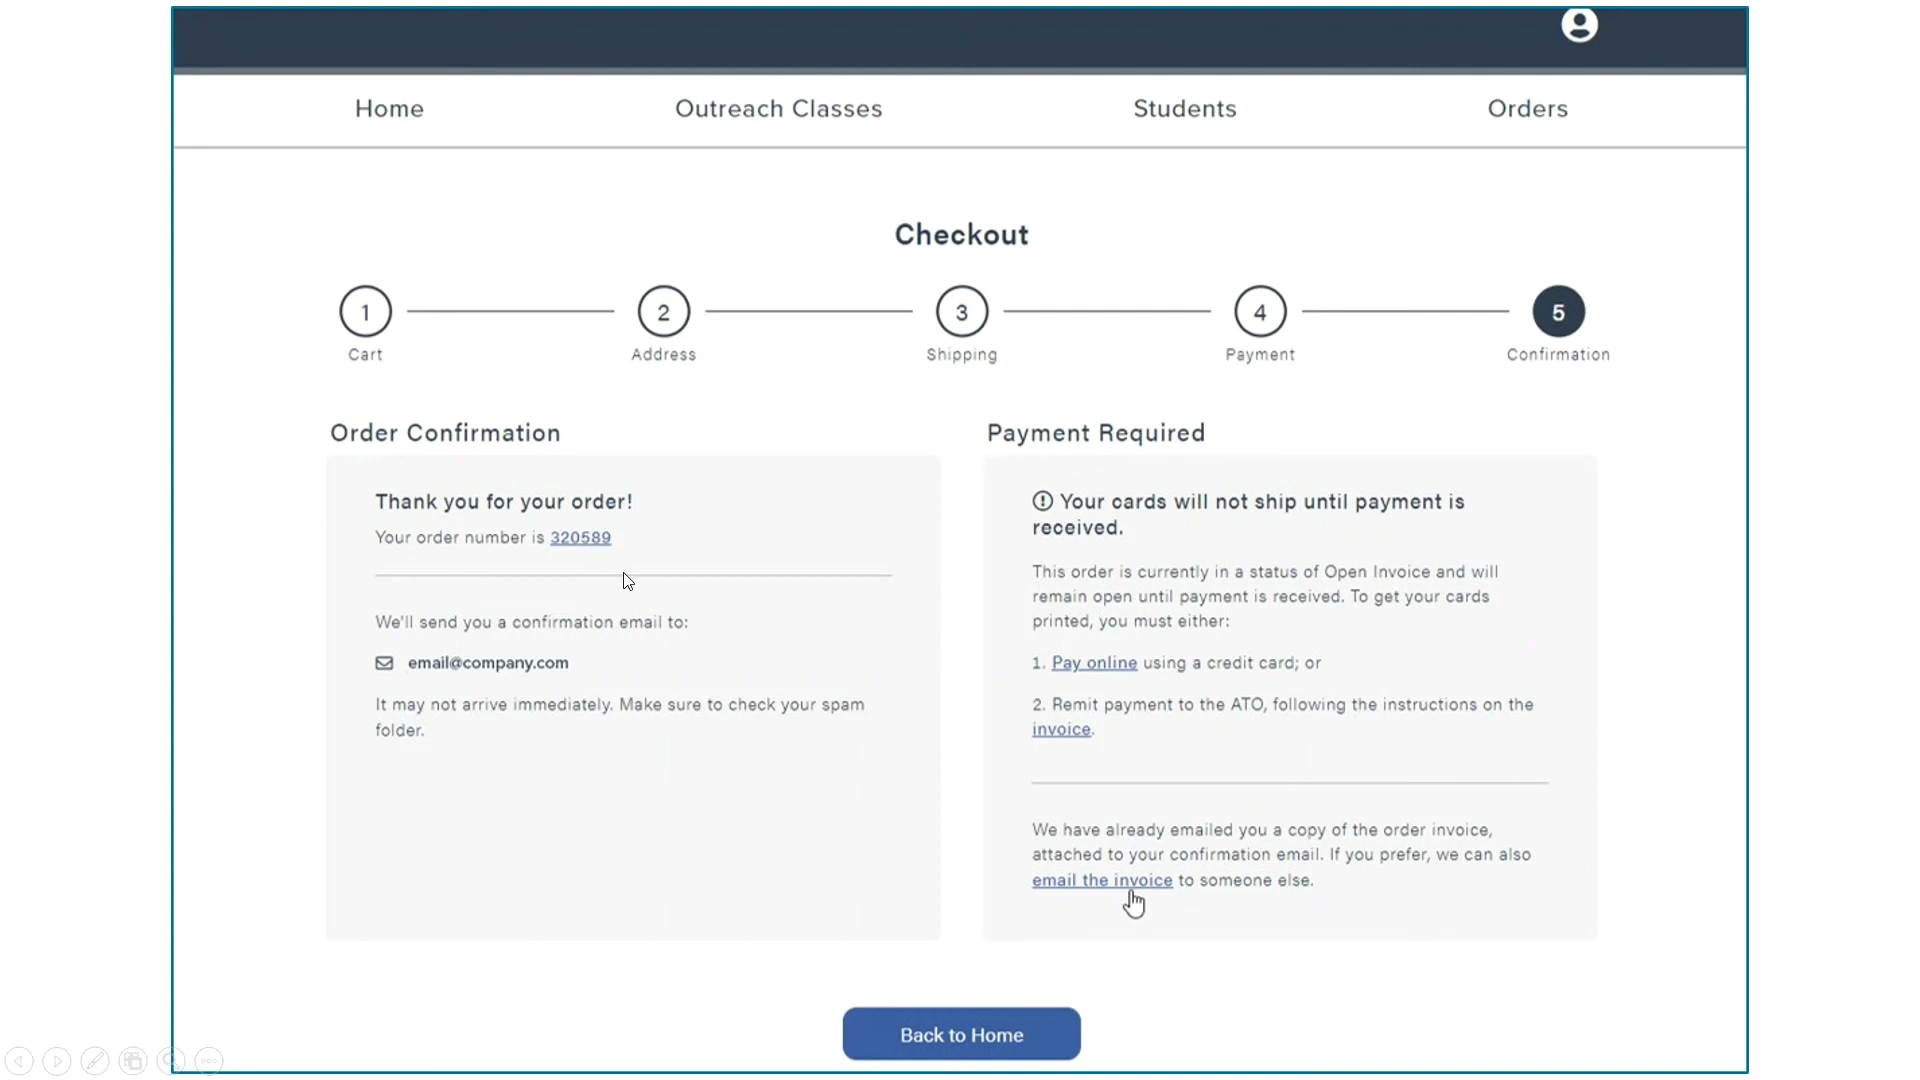 Home
Outreach Classes
Students
Orders
Checkout
1
2
3
4
5
Cart
Address
Shipping
Payment
Confirmation
Order Confirmation
Thank you for your order!
Your order number is 320589
We'll send you a confirmation email to:
email@company.com
It may not arrive immediately. Make sure to check your spam
folder.
Payment Required
Your cards will not ship until payment is
received.
This order is currently in a status of Open Invoice and will
remain open until payment is received. To get your cards
printed, you must either:
1. Pay online using a credit card; or
2. Remit payment to the ATO, following the instructions on the
invoice.
We have already emailed you a copy of the order invoice,
attached to your confirmation email. If you prefer, we can also
email the invoice to someone else.
Back to Home